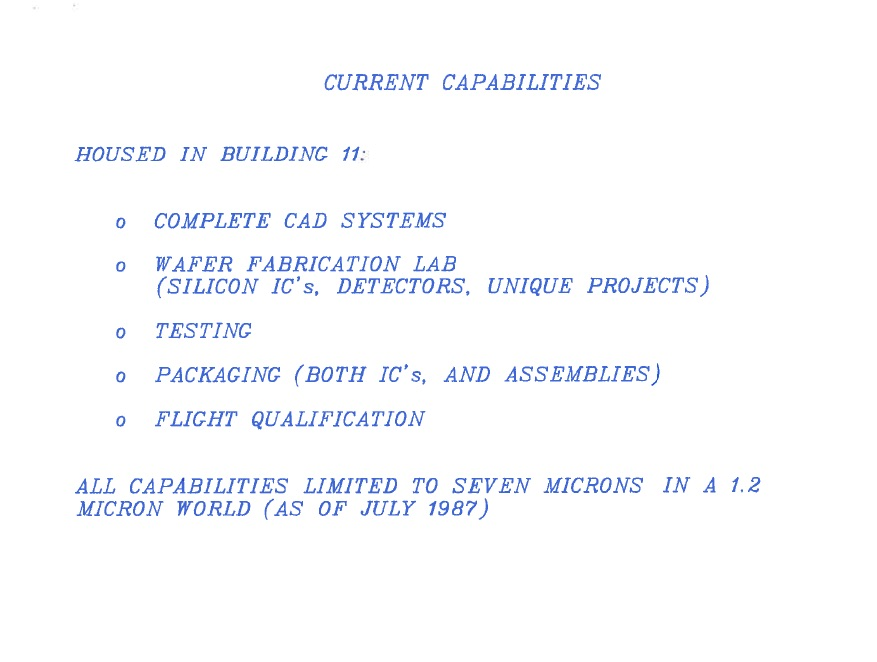 CURRENT CAPABILITIES
HOUSED IN BUILDING 11:
o COMPLETE CAD SYSTEMS
o WAFER FABRICATION LAB
(SILICON IC's, DETECTORS, UNIQUE PROJECTS)
o TESTING
o PACKAGING (BOTH IC's, AND ASSEMBLIES)
o FLIGHT QUALIFICATION
ALL CAPABILITIES LIMITED TO SEVEN MICRONS IN A 1.2
MICRON WORLD (AS OF JULY 1987)